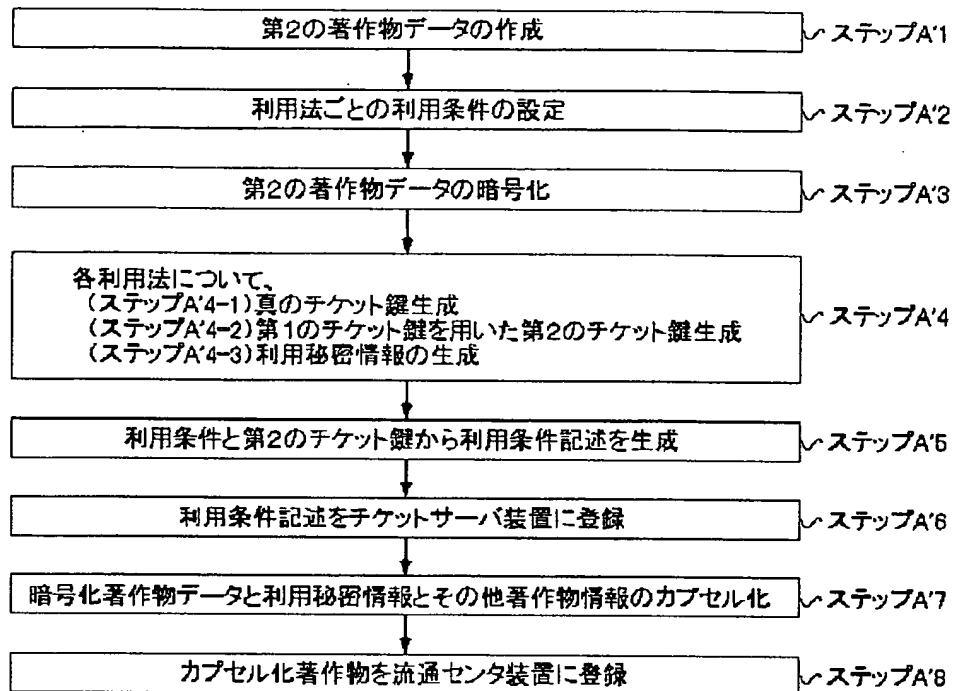 第2の著作物データの作成 ステップA'1
利用法ごとの利用条件の設定 ステップA'2
第2の著作物データの暗号化 ステップA'3
各利用法について、
(ステップA'4-1)真のチケット鍵生成
(ステップA'4-2)第1のチケット鍵を用いた第2のチケット鍵生成
(ステップA'4-3)利用秘密情報の生成
ステップA'4
利用条件と第2のチケット鍵から利用条件記述を生成 ステップA'5
利用条件記述をチケットサーバ装置に登録 ステップA'6
暗号化著作物データと利用秘密情報とその他著作物情報のカプセル化 ステップA'7
カプセル化著作物を流通センタ装置に登録 ステップA'8